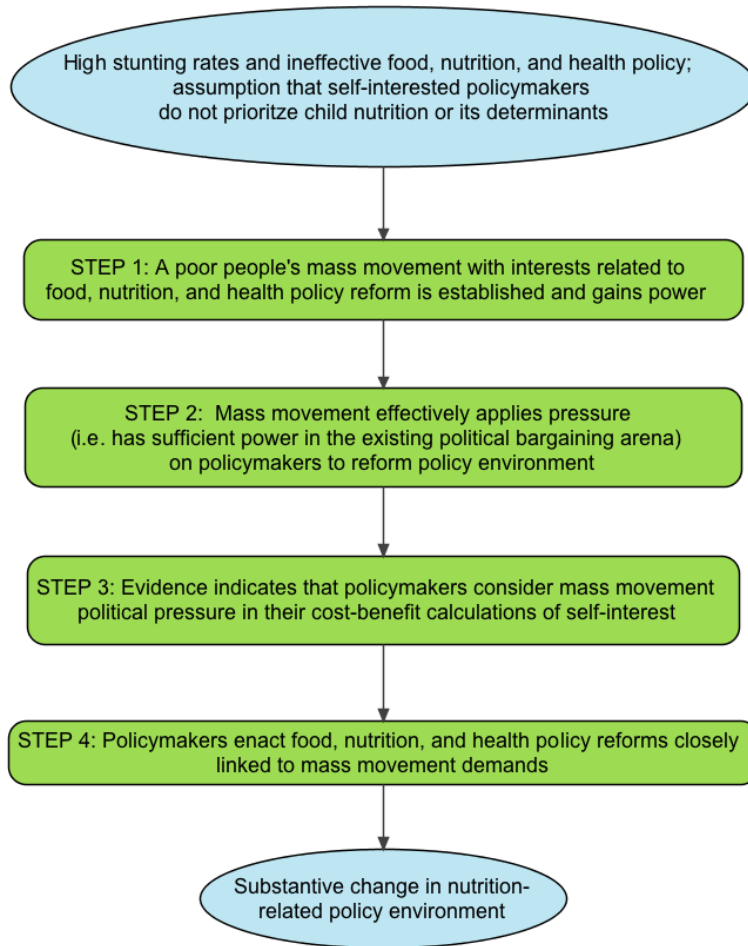 High stunting rates and ineffective food, nutrition, and health policy;
assumption that self-interested policymakers
do not prioritze child nutrition or its determinants
STEP 1: A poor people's mass movement with interests related to
food, nutrition, and health policy reform is established and gains power
STEP 2:  Mass movement effectively applies pressure
(i.e. has sufficient power in the existing political bargaining arena)
on policymakers to reform policy environment
STEP 3: Evidence indicates that policymakers consider mass movement
political pressure in their cost-benefit calculations of self-interest
STEP 4: Policymakers enact food, nutrition, and health policy reforms closely
linked to mass movement demands
Substantive change in nutrition-
related policy environment